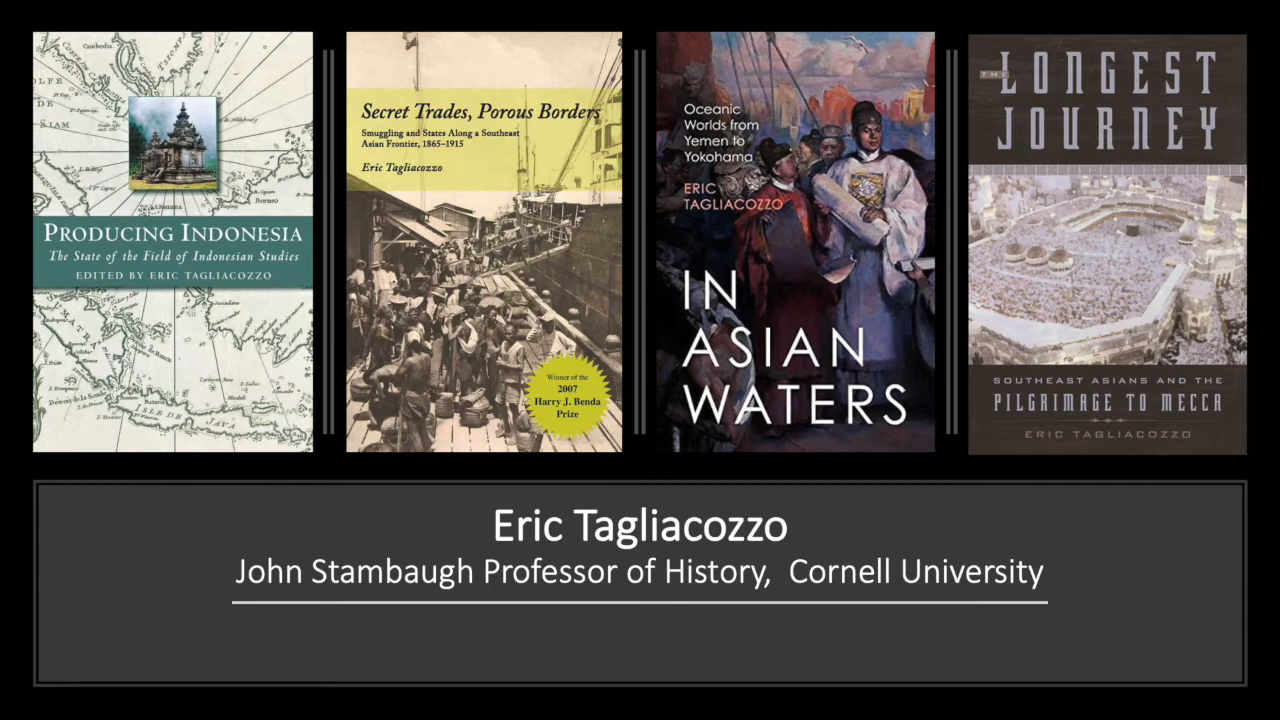 Cambodia
SIAM
Borneo
PRODUCING INDONESIA
The State of the Field of Indonesian Studies
EDITED BY ERIC TAGLIACOZZO
ISLE DE
JAVA
Secret Trades, Porous Borders
Smuggling and States Along a Southeast
Asian Frontier, 1865–1915
Eric Tagliacozzo
Winner of the
2007
Harry J. Benda
Prize
Oceanic
Worlds from
Yemen to
Yokohama
ERIC
TAGLIACOZZO
IN
ASIAN
WATERS
THE LONGEST
JOURNEY
SOUTHEAST ASIANS AND THE
PILGRIMAGE TO MECCA
ERIC TAGLIACOZZO
Eric Tagliacozzo
John Stambaugh Professor of History, Cornell University